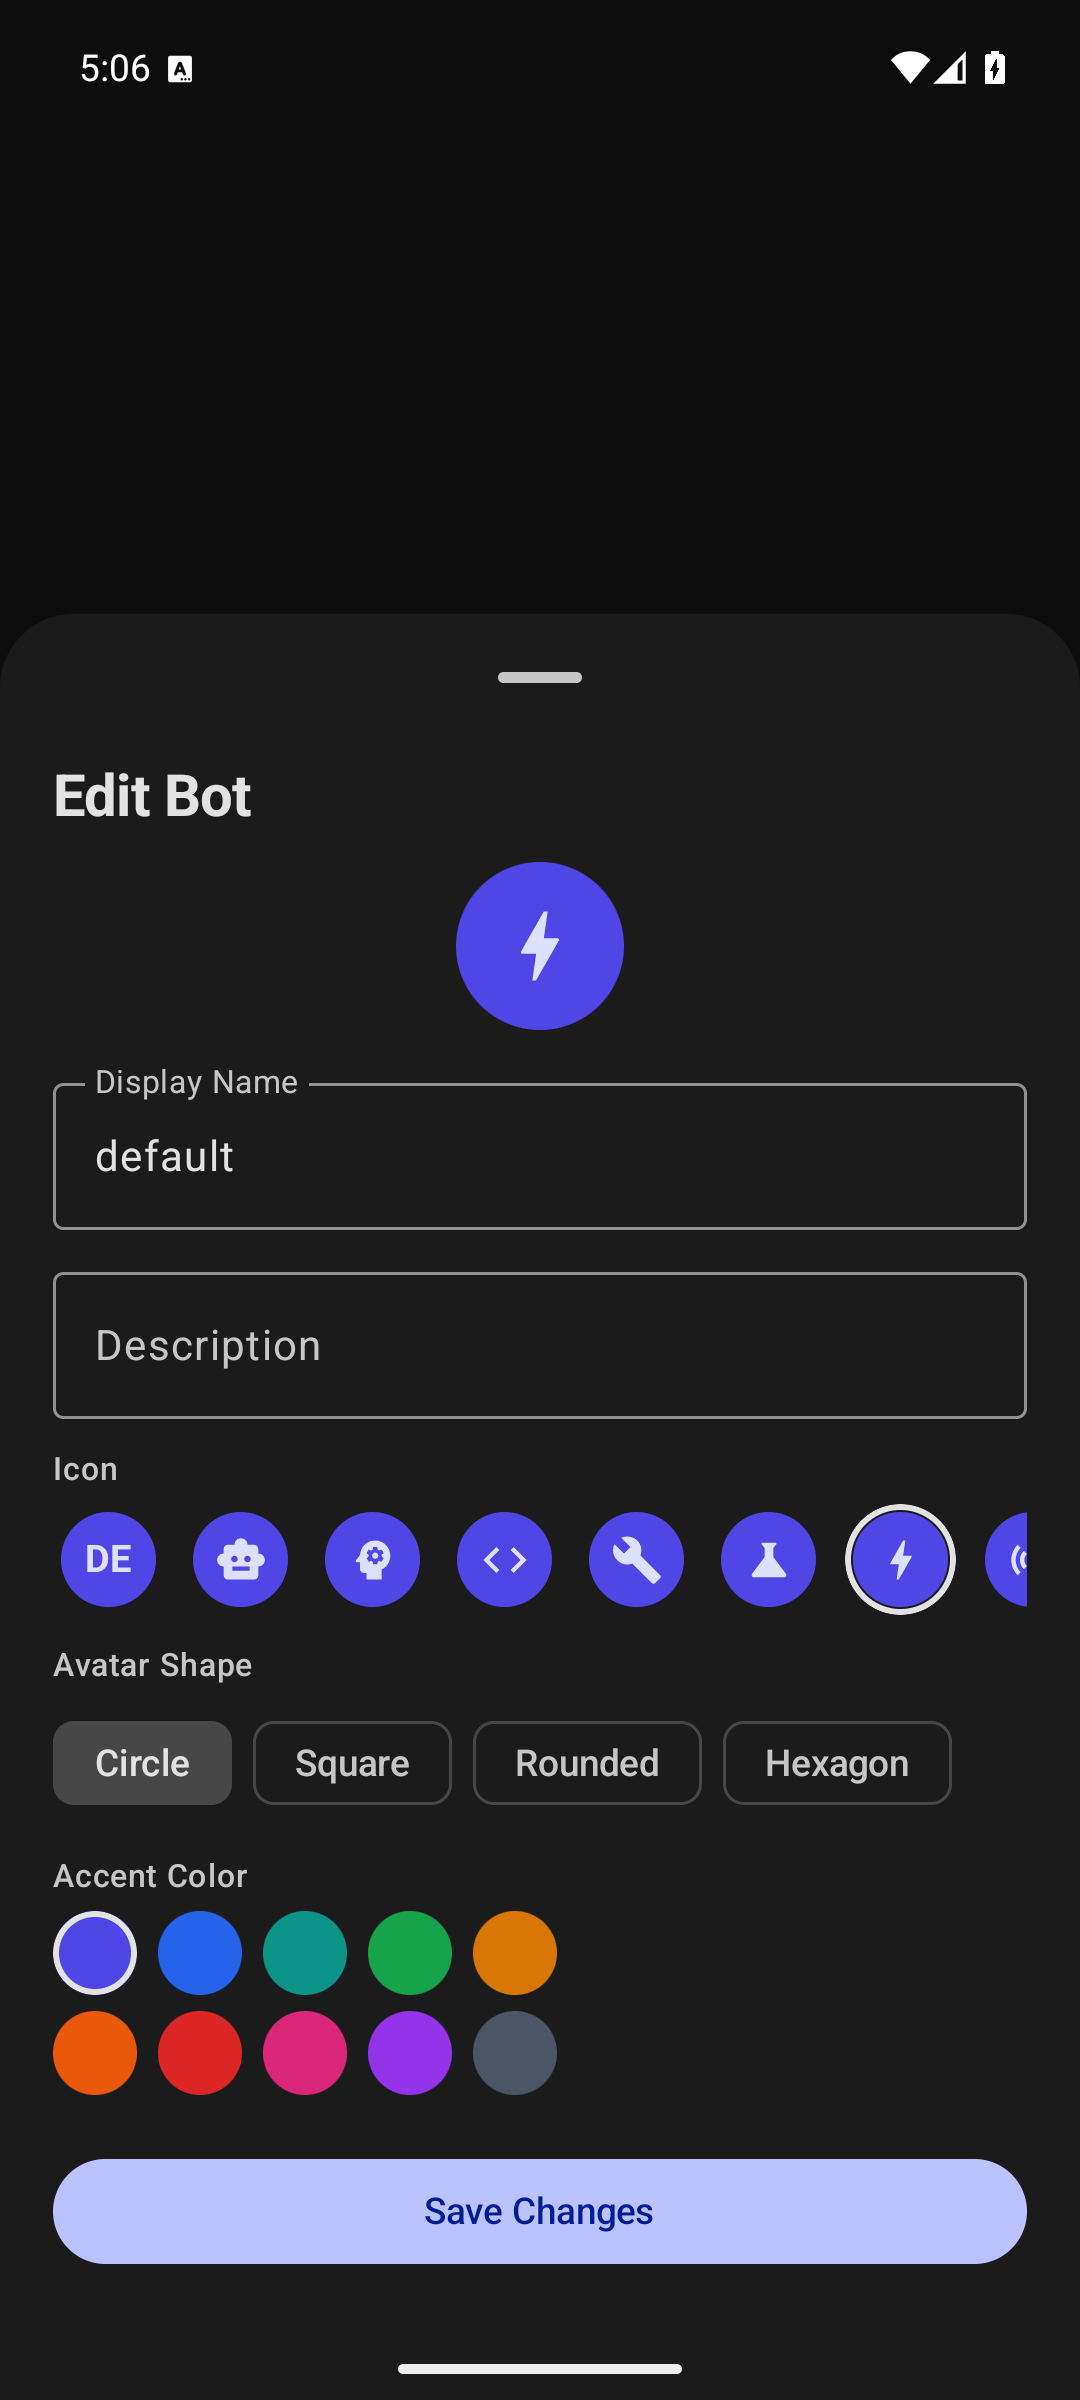 5:06
Edit Bot
Display Name
default
Description
Icon
DE
Avatar Shape
Circle Square Rounded Hexagon
Accent Color
Save Changes